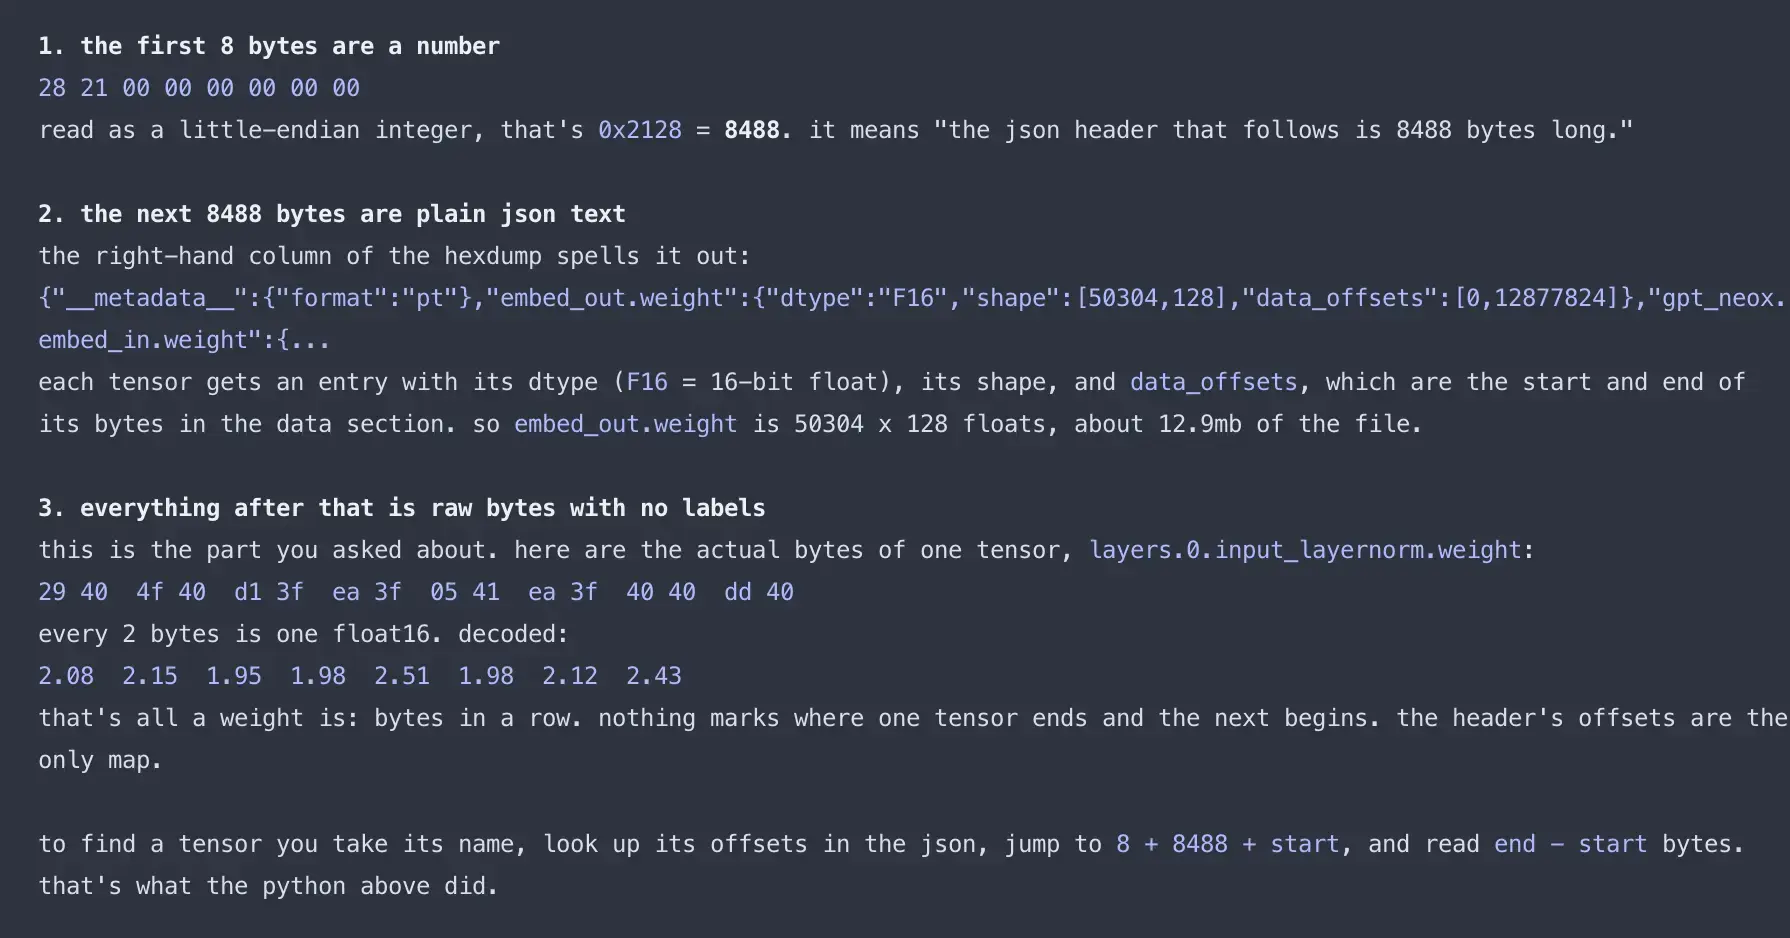 1. the first 8 bytes are a number
28 21 00 00 00 00 00 00
read as a little-endian integer, that's 0x2128 = 8488. it means "the json header that follows is 8488 bytes long."
2. the next 8488 bytes are plain json text
the right-hand column of the hexdump spells it out:
{"__metadata__":{"format":"pt"},"embed_out.weight":{"dtype":"F16","shape":[50304,128],"data_offsets":[0,12877824]},"gpt_neox.
embed_in.weight":{...
each tensor gets an entry with its dtype (F16 = 16-bit float), its shape, and data_offsets, which are the start and end of
its bytes in the data section. so embed_out.weight is 50304 x 128 floats, about 12.9mb of the file.
3. everything after that is raw bytes with no labels
this is the part you asked about. here are the actual bytes of one tensor, layers.0.input_layernorm.weight:
29 40  4f 40  d1 3f  ea 3f  05 41  ea 3f  40 40  dd 40
every 2 bytes is one float16. decoded:
2.08  2.15  1.95  1.98  2.51  1.98  2.12  2.43
that's all a weight is: bytes in a row. nothing marks where one tensor ends and the next begins. the header's offsets are the
only map.
to find a tensor you take its name, look up its offsets in the json, jump to 8 + 8488 + start, and read end - start bytes.
that's what the python above did.